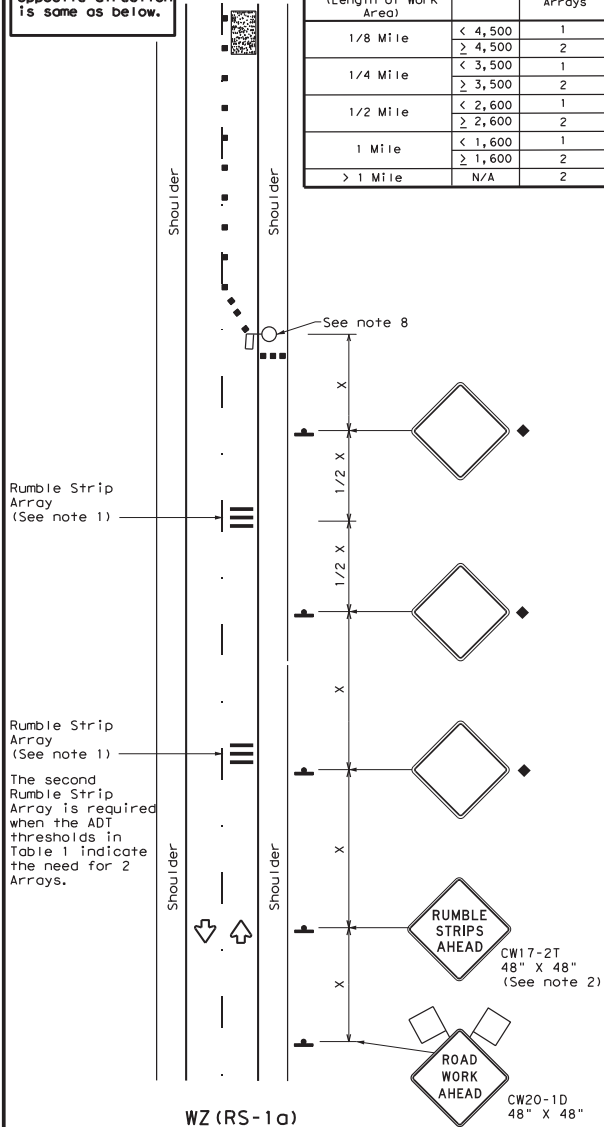 is same as below.
(Length of Work
Area)
Arrays
1/8 Mile
< 4,500
1
≥ 4,500
2
1/4 Mile
< 3,500
1
≥ 3,500
2
1/2 Mile
< 2,600
1
≥ 2,600
2
1 Mile
< 1,600
1
≥ 1,600
2
> 1 Mile
N/A
2
Shoulder
Shoulder
See note 8
X
1/2 X
Rumble Strip
Array
(See note 1)
1/2 X
X
Rumble Strip
Array
(See note 1)
The second
Rumble Strip
Array is required
when the ADT
thresholds in
Table 1 indicate
the need for 2
Arrays.
X
Shoulder
Shoulder
RUMBLE
STRIPS
AHEAD
CW17-2T
48" X 48"
(See note 2)
X
ROAD
WORK
AHEAD
CW20-1D
48" X 48"
WZ(RS-1a)